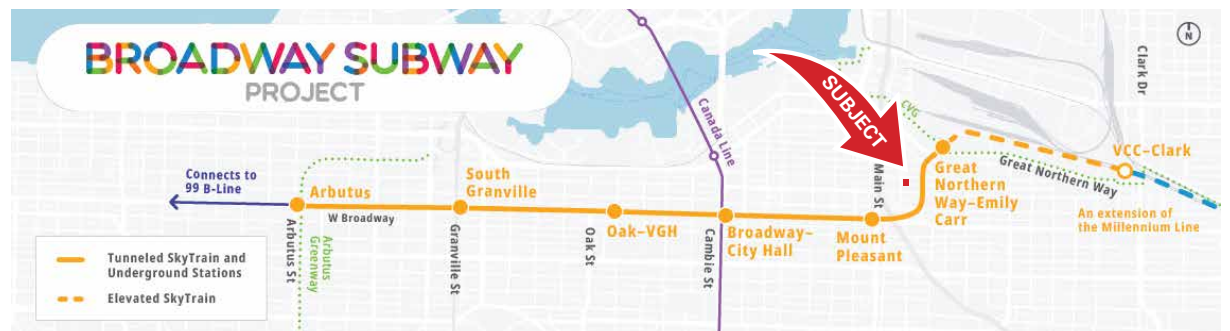 BROADWAY SUBWAY
PROJECT
N
Clark Dr
SUBJECT
CVG
Canada Line
VCC–Clark
Great Northern Way
Great
Northern
Way–Emily
Carr
Main St
An extension of
the Millennium Line
Connects to
99 B-Line
Arbutus
South
Granville
W Broadway
Oak–VGH
Broadway–
City Hall
Mount
Pleasant
Arbutus St
Arbutus
Greenway
Granville St
Oak St
Cambie St
Tunneled SkyTrain and
Underground Stations
Elevated SkyTrain